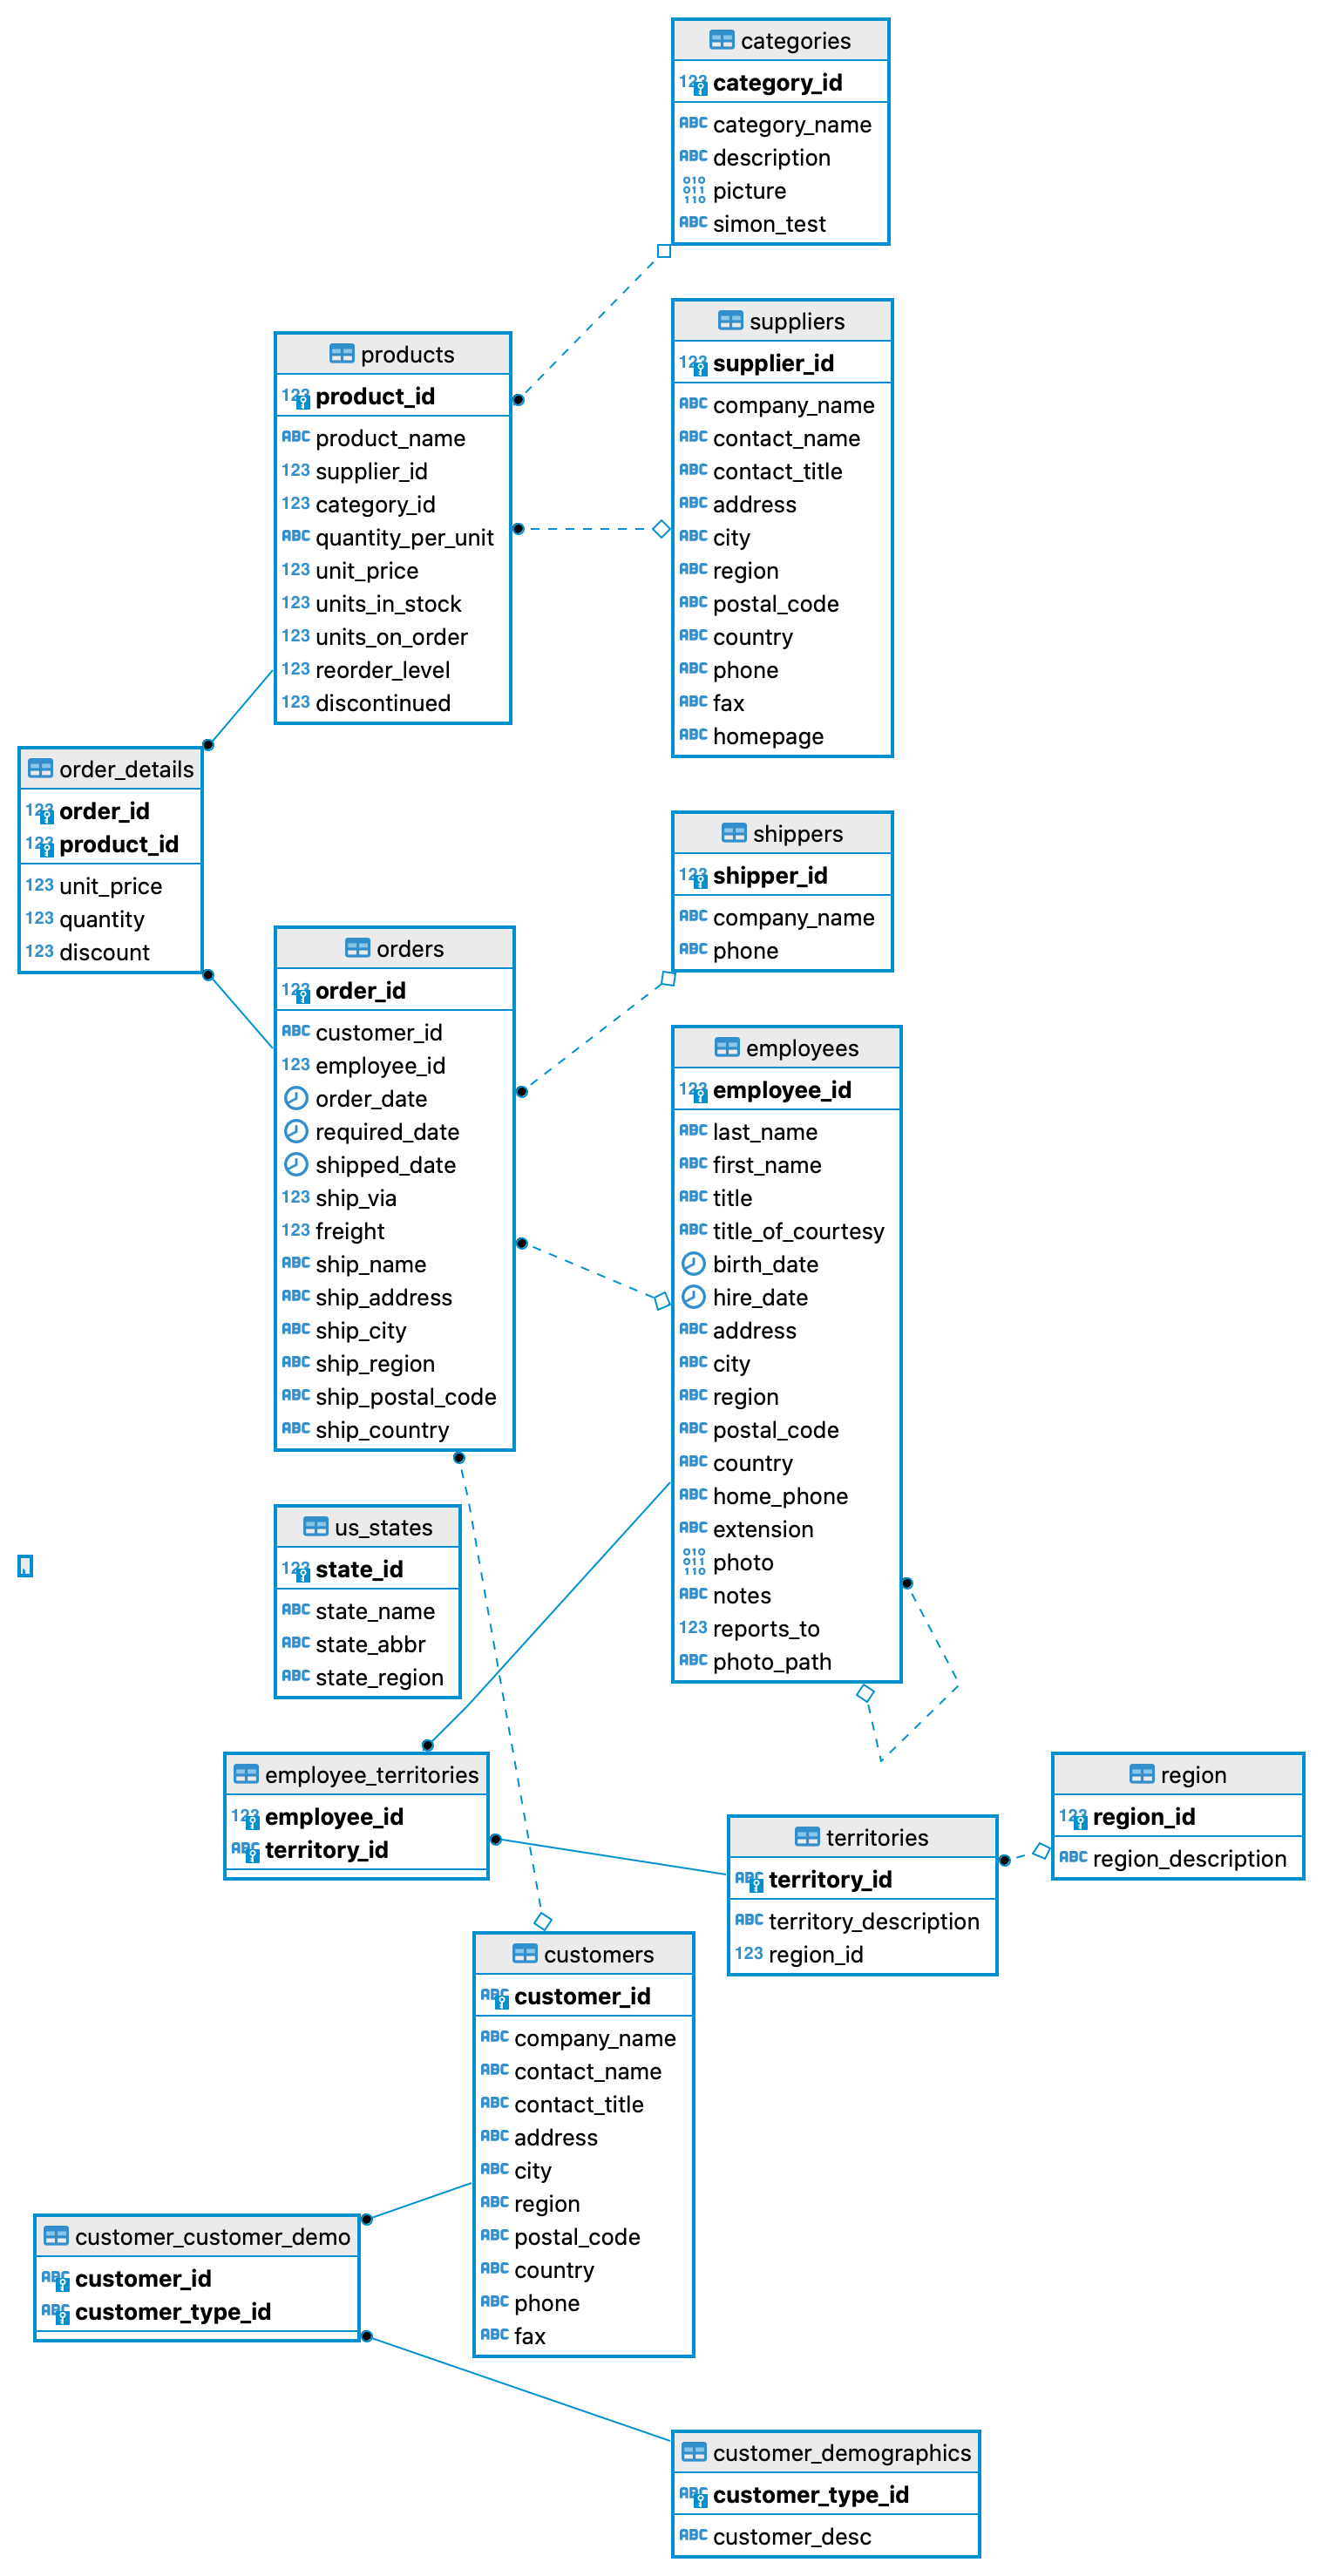 categories
123 category_id
ABC category_name
ABC description
010 011 110 picture
ABC simon_test
suppliers
123 supplier_id
ABC company_name
ABC contact_name
ABC contact_title
ABC address
ABC city
ABC region
ABC postal_code
ABC country
ABC phone
ABC fax
ABC homepage
products
123 product_id
ABC product_name
123 supplier_id
123 category_id
ABC quantity_per_unit
123 unit_price
123 units_in_stock
123 units_on_order
123 reorder_level
123 discontinued
order_details
123 order_id
123 product_id
123 unit_price
123 quantity
123 discount
shippers
123 shipper_id
ABC company_name
ABC phone
orders
123 order_id
ABC customer_id
123 employee_id
order_date
required_date
shipped_date
123 ship_via
123 freight
ABC ship_name
ABC ship_address
ABC ship_city
ABC ship_region
ABC ship_postal_code
ABC ship_country
employees
123 employee_id
ABC last_name
ABC first_name
ABC title
ABC title_of_courtesy
birth_date
hire_date
ABC address
ABC city
ABC region
ABC postal_code
ABC country
ABC home_phone
ABC extension
010 011 110 photo
ABC notes
123 reports_to
ABC photo_path
us_states
123 state_id
ABC state_name
ABC state_abbr
ABC state_region
employee_territories
123 employee_id
ABC territory_id
territories
ABC territory_id
ABC territory_description
123 region_id
region
123 region_id
ABC region_description
customers
ABC customer_id
ABC company_name
ABC contact_name
ABC contact_title
ABC address
ABC city
ABC region
ABC postal_code
ABC country
ABC phone
ABC fax
customer_customer_demo
ABC customer_id
ABC customer_type_id
customer_demographics
ABC customer_type_id
ABC customer_desc